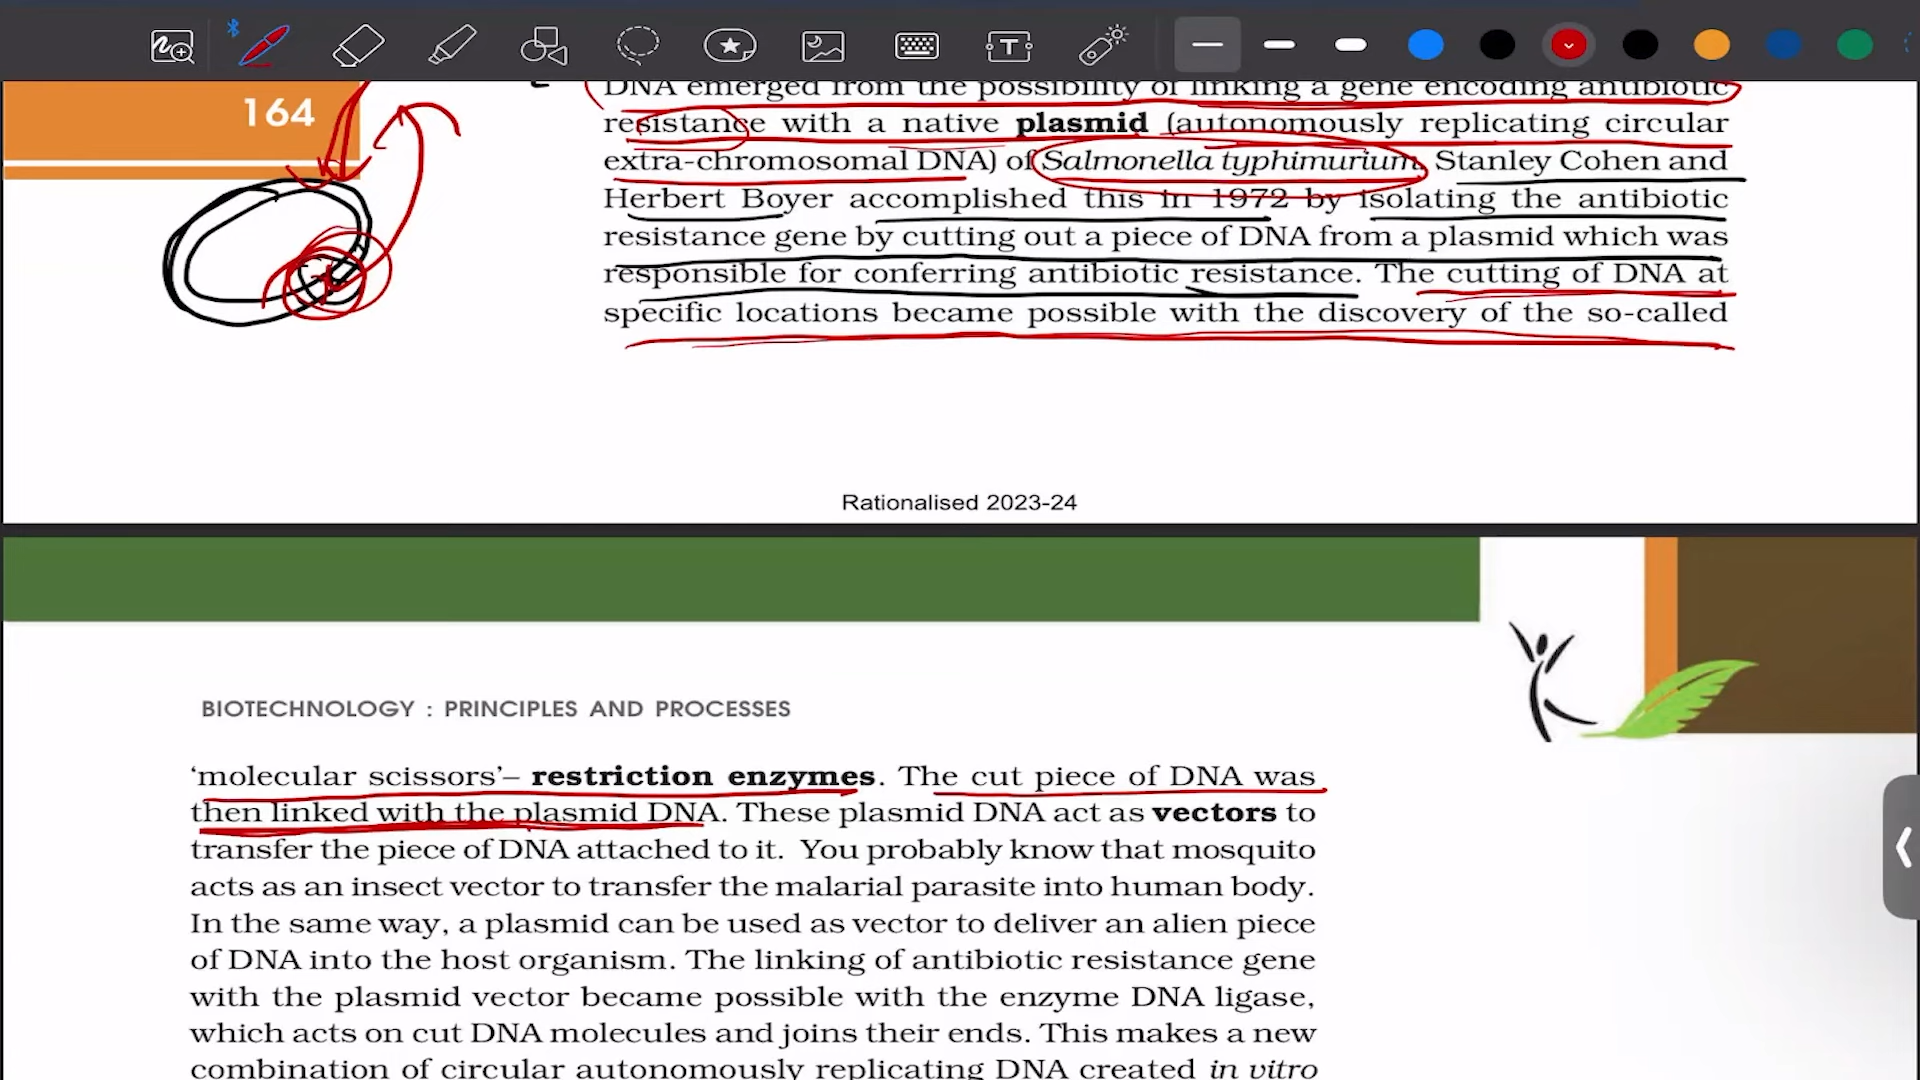 164
DNA emerged from the possibility of linking a gene encoding antibiotic
resistance with a native plasmid (autonomously replicating circular
extra-chromosomal DNA) of Salmonella typhimurium. Stanley Cohen and
Herbert Boyer accomplished this in 1972 by isolating the antibiotic
resistance gene by cutting out a piece of DNA from a plasmid which was
responsible for conferring antibiotic resistance. The cutting of DNA at
specific locations became possible with the discovery of the so-called
Rationalised 2023-24
BIOTECHNOLOGY : PRINCIPLES AND PROCESSES
‘molecular scissors’– restriction enzymes. The cut piece of DNA was
then linked with the plasmid DNA. These plasmid DNA act as vectors to
transfer the piece of DNA attached to it. You probably know that mosquito
acts as an insect vector to transfer the malarial parasite into human body.
In the same way, a plasmid can be used as vector to deliver an alien piece
of DNA into the host organism. The linking of antibiotic resistance gene
with the plasmid vector became possible with the enzyme DNA ligase,
which acts on cut DNA molecules and joins their ends. This makes a new
combination of circular autonomously replicating DNA created in vitro